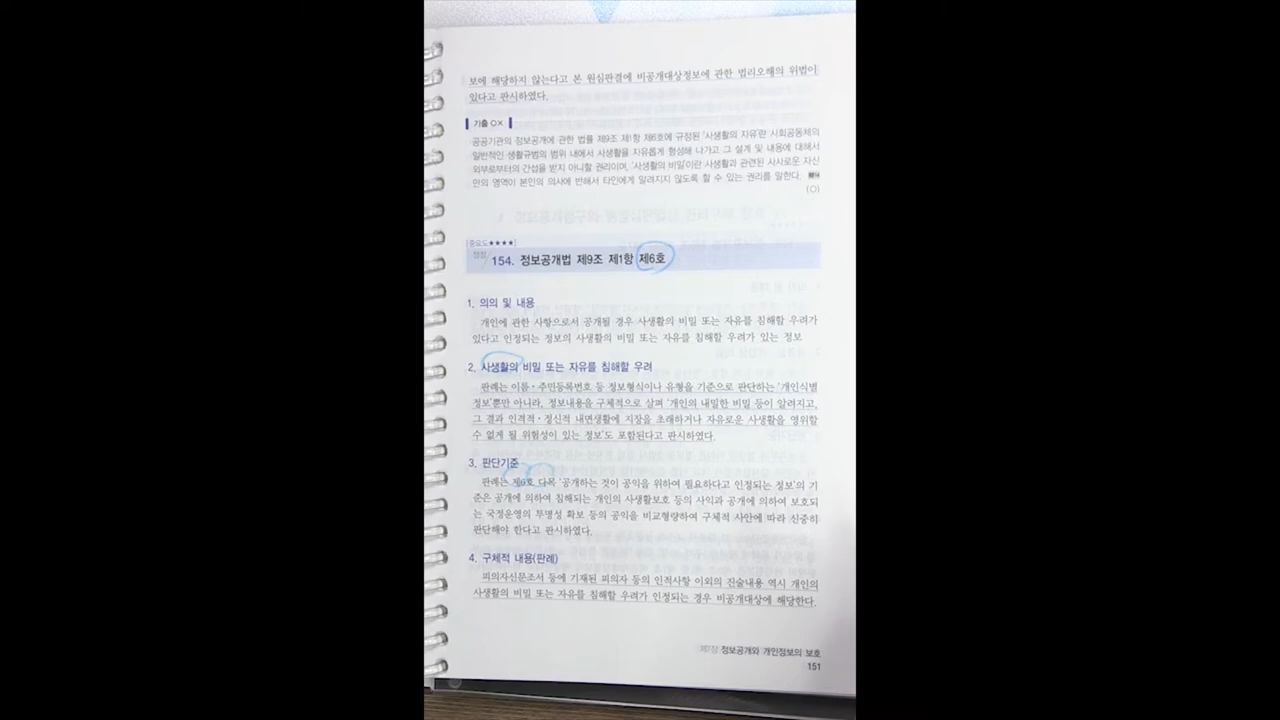 보에 해당하지 않는다고 본 원심판결에 비공개대상정보에 관한 법리오해의 위법이
있다고 판시하였다.
기출 OX
공공기관의 정보공개에 관한 법률 제9조 제1항 제6호에 규정된 '사생활의 자유'란 사회공동체의
일반적인 생활규범의 범위 내에서 사생활을 자유롭게 형성해 나가고 그 설계 및 내용에 대해서
외부로부터의 간섭을 받지 아니할 권리이며, '사생활의 비밀'이란 사생활과 관련된 사사로운 자신
만의 영역이 본인의 의사에 반해서 타인에게 알려지지 않도록 할 수 있는 권리를 말한다.
(O)
중요도★★★★
쟁점 154. 정보공개법 제9조 제1항 제6호
1. 의의 및 내용
개인에 관한 사항으로서 공개될 경우 사생활의 비밀 또는 자유를 침해할 우려가
있다고 인정되는 정보의 사생활의 비밀 또는 자유를 침해할 우려가 있는 정보
2. 사생활의 비밀 또는 자유를 침해할 우려
판례는 이름·주민등록번호 등 정보형식이나 유형을 기준으로 판단하는 '개인식별
정보'뿐만 아니라, 정보내용을 구체적으로 살펴 '개인의 내밀한 비밀 등이 알려지고,
그 결과 인격적·정신적 내면생활에 지장을 초래하거나 자유로운 사생활을 영위할
수 없게 될 위험성이 있는 정보'도 포함된다고 판시하였다.
3. 판단기준
판례는 제6호 다목 '공개하는 것이 공익을 위하여 필요하다고 인정되는 정보'의 기
준은 공개에 의하여 침해되는 개인의 사생활보호 등의 사익과 공개에 의하여 보호되
는 국정운영의 투명성 확보 등의 공익을 비교형량하여 구체적 사안에 따라 신중히
판단해야 한다고 판시하였다.
4. 구체적 내용(판례)
피의자신문조서 등에 기재된 피의자 등의 인적사항 이외의 진술내용 역시 개인의
사생활의 비밀 또는 자유를 침해할 우려가 인정되는 경우 비공개대상에 해당한다.
제7장 정보공개와 개인정보의 보호
151